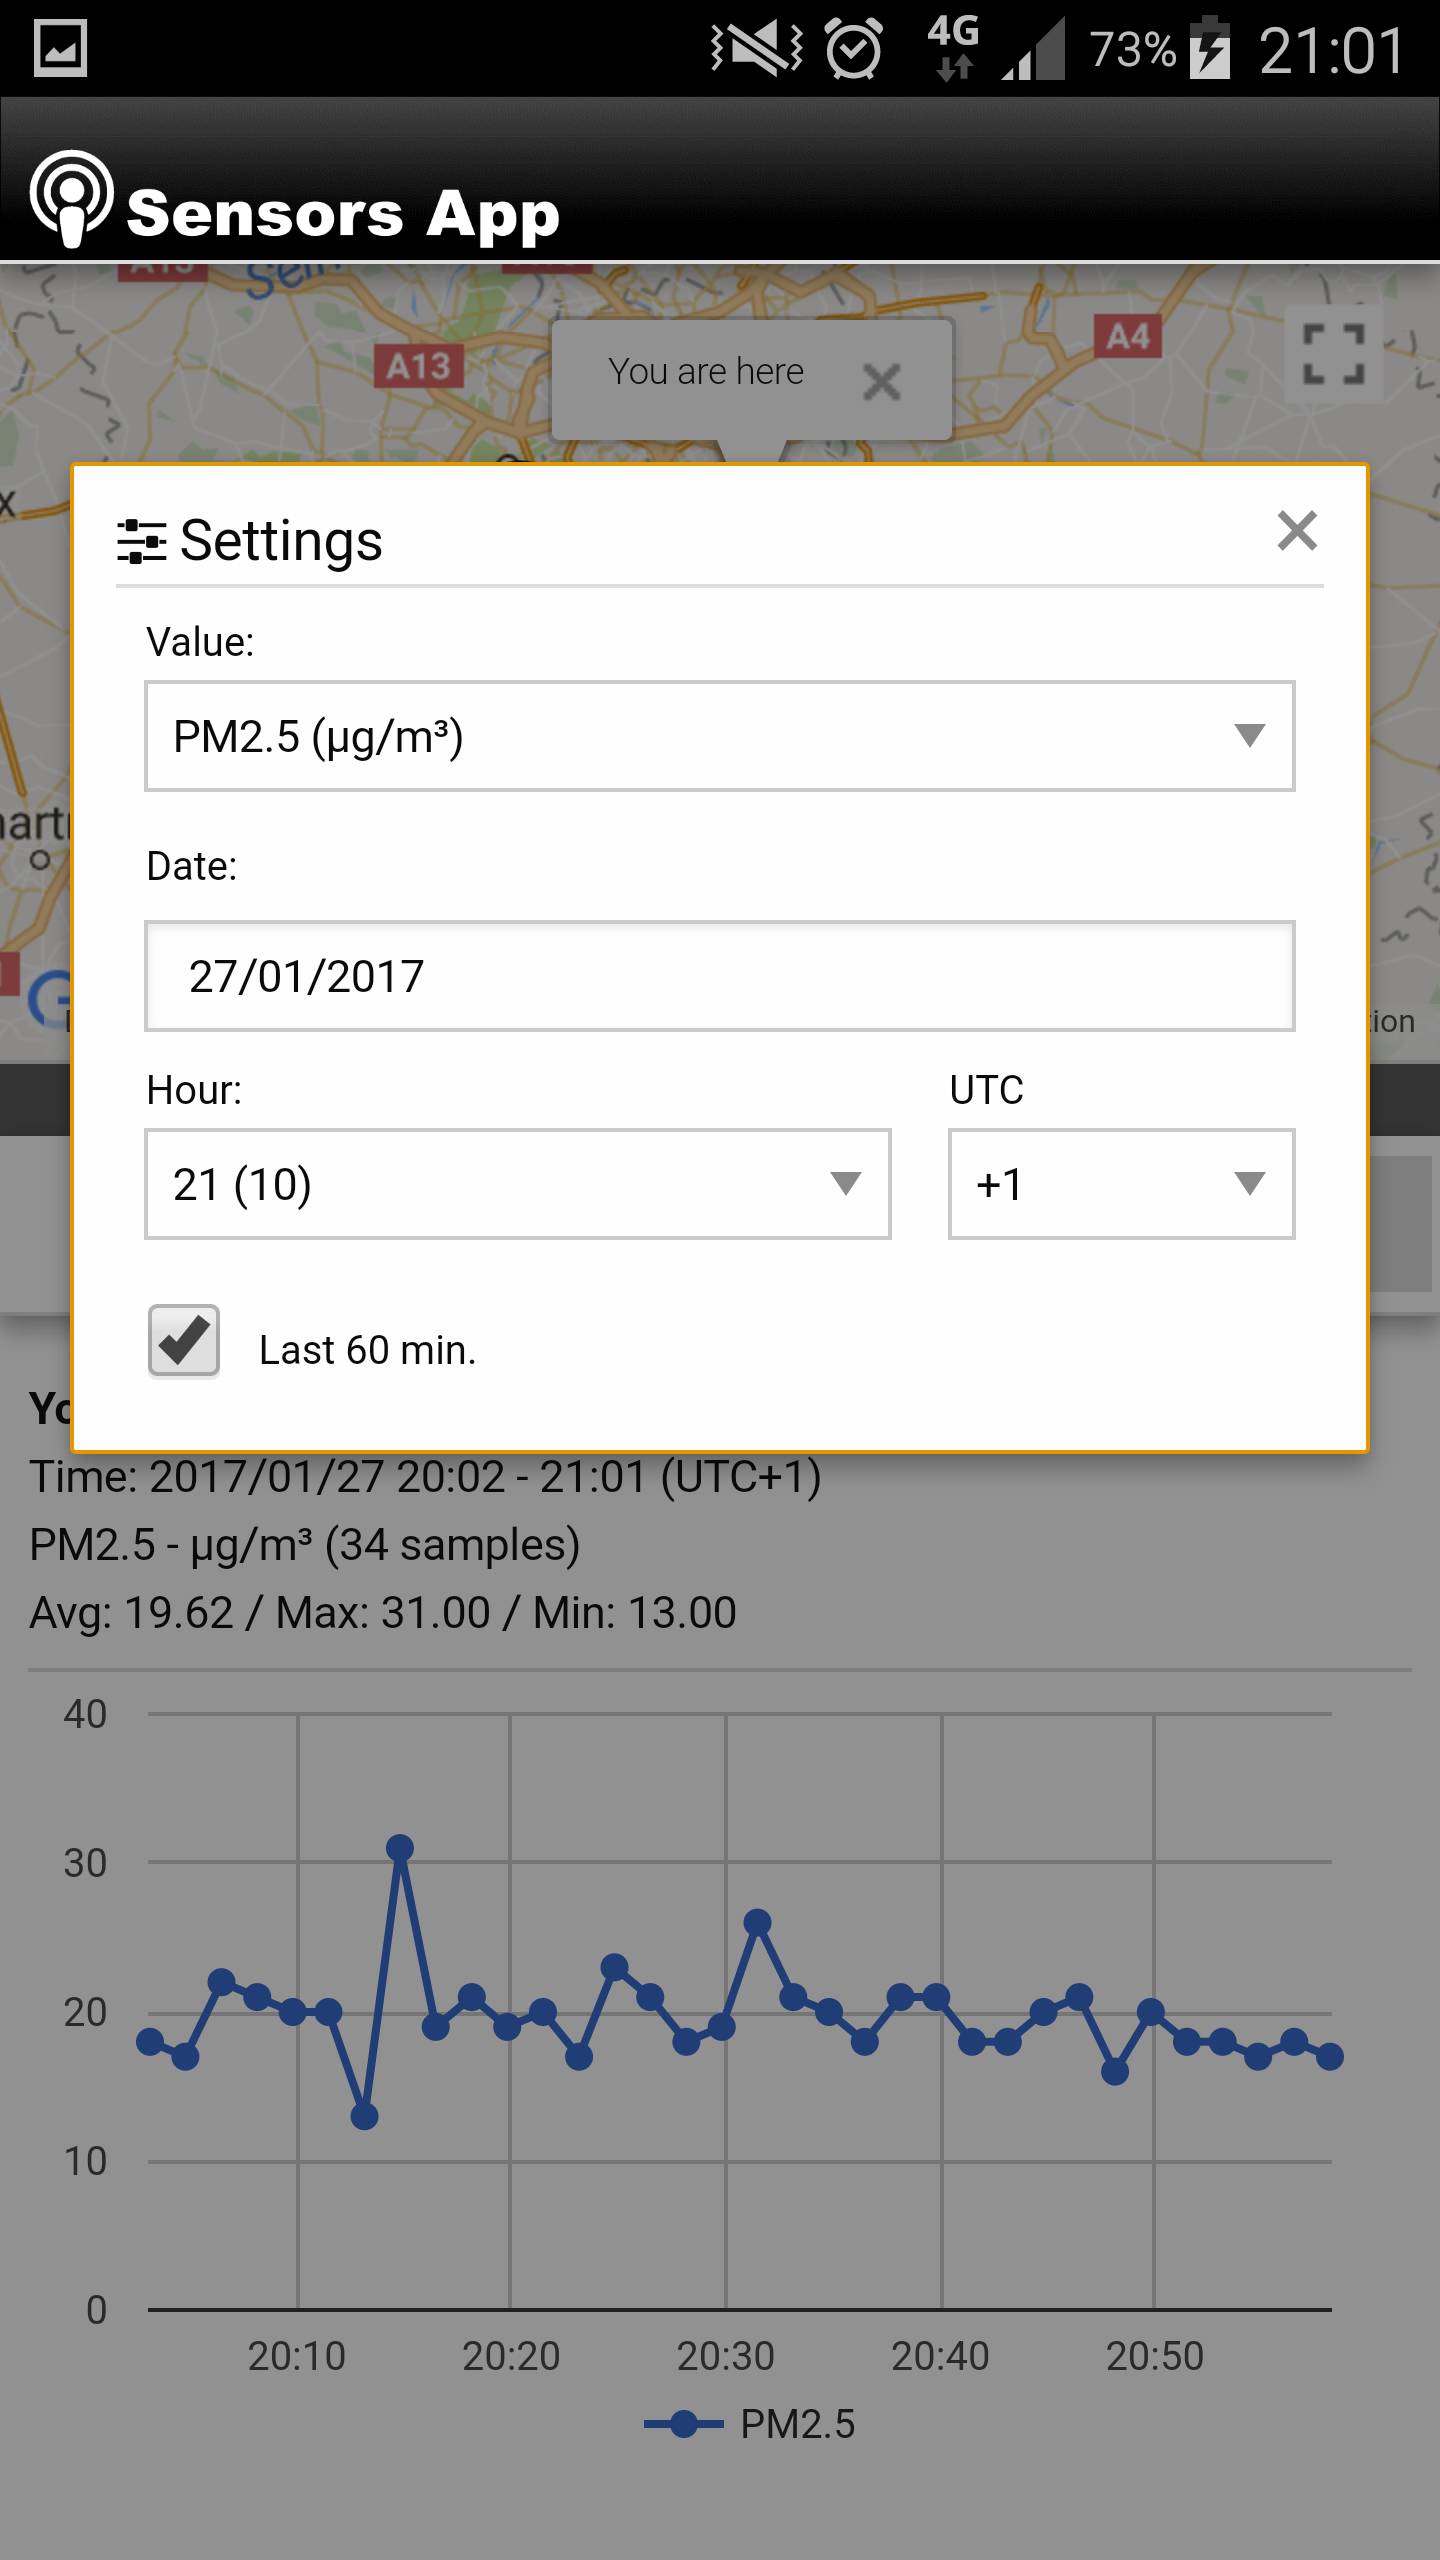 4G 73% 21:01
Sensors App
A13
A4
You are here
Settings
Value:
PM2.5 (µg/m³)
Date:
27/01/2017
Hour: UTC
21 (10) +1
Last 60 min.
Time: 2017/01/27 20:02 - 21:01 (UTC+1)
PM2.5 - µg/m³ (34 samples)
Avg: 19.62 / Max: 31.00 / Min: 13.00
40
30
20
10
0
20:10 20:20 20:30 20:40 20:50
PM2.5